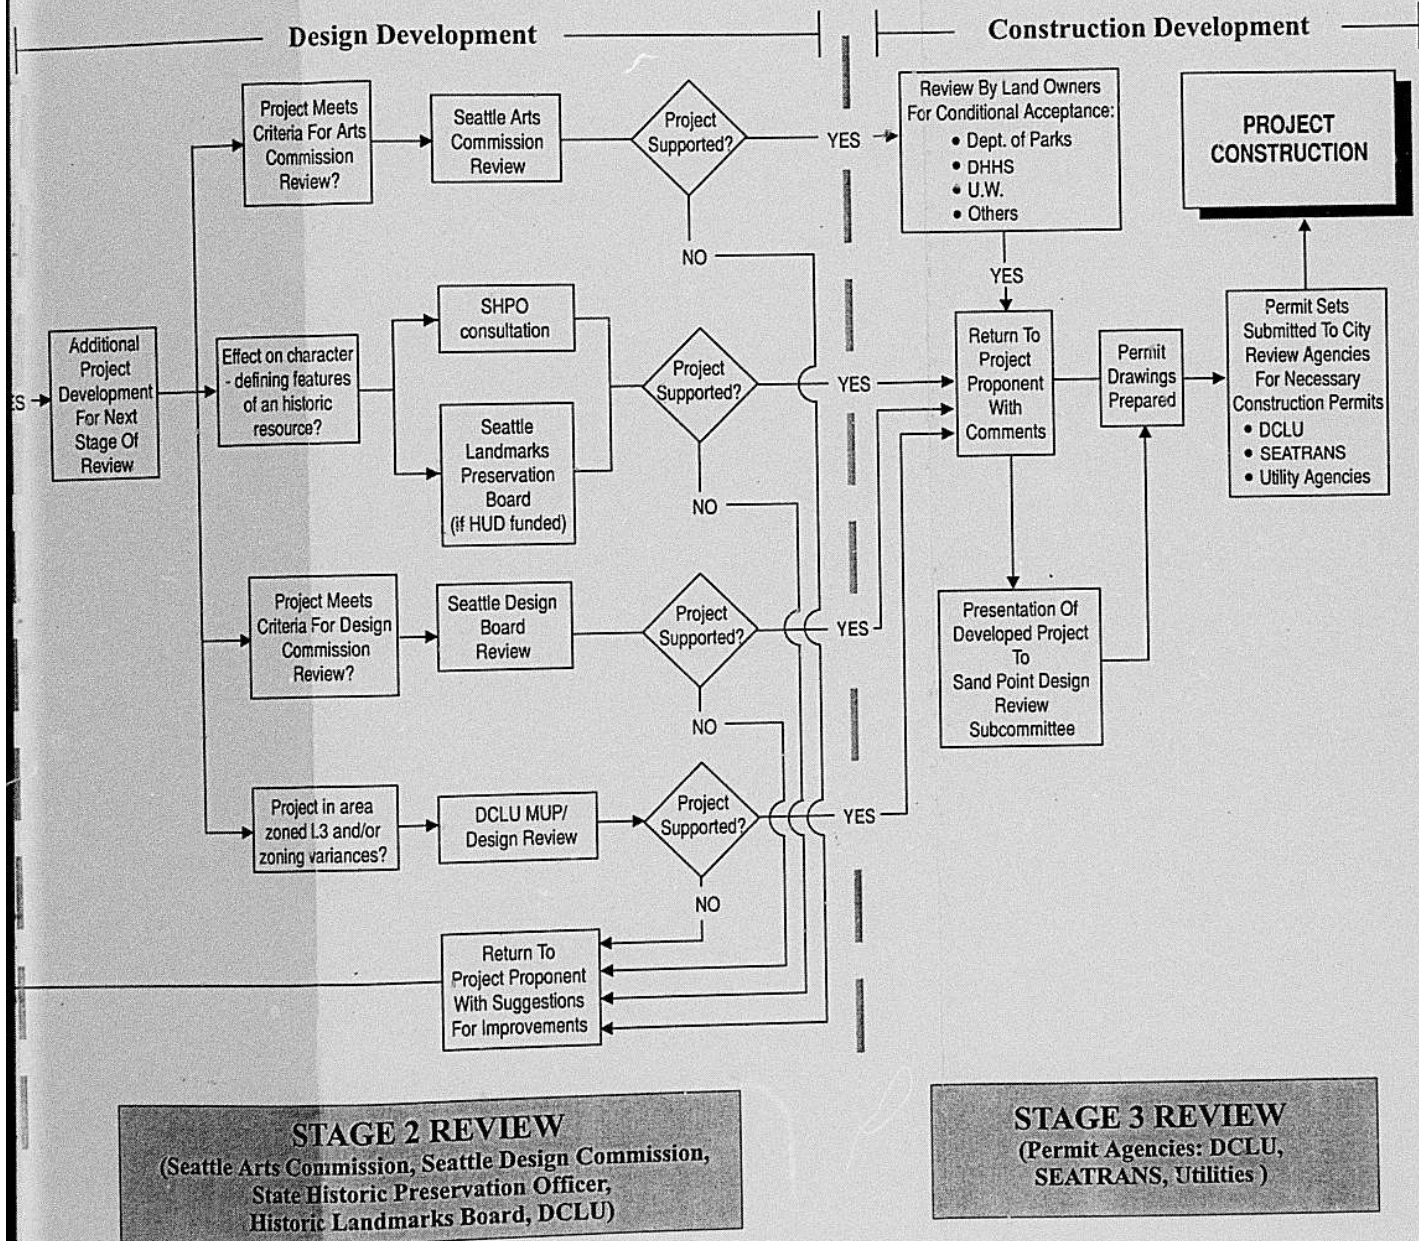 Design Development
Construction Development
Project Meets
Criteria For Arts
Commission
Review?
Seattle Arts
Commission
Review
Project
Supported?
YES
NO
Review By Land Owners
For Conditional Acceptance:
• Dept. of Parks
• DHHS
• U.W.
• Others
YES
PROJECT
CONSTRUCTION
ES
Additional
Project
Development
For Next
Stage Of
Review
Effect on character
- defining features
of an historic
resource?
SHPO
consultation
Seattle
Landmarks
Preservation
Board
(if HUD funded)
Project
Supported?
YES
NO
Return To
Project
Proponent
With
Comments
Permit
Drawings
Prepared
Permit Sets
Submitted To City
Review Agencies
For Necessary
Construction Permits
• DCLU
• SEATRANS
• Utility Agencies
Project Meets
Criteria For Design
Commission
Review?
Seattle Design
Board
Review
Project
Supported?
YES
NO
Presentation Of
Developed Project
To
Sand Point Design
Review
Subcommittee
Project in area
zoned L3 and/or
zoning variances?
DCLU MUP/
Design Review
Project
Supported?
YES
NO
Return To
Project Proponent
With Suggestions
For Improvements
STAGE 2 REVIEW
(Seattle Arts Commission, Seattle Design Commission,
State Historic Preservation Officer,
Historic Landmarks Board, DCLU)
STAGE 3 REVIEW
(Permit Agencies: DCLU,
SEATRANS, Utilities )